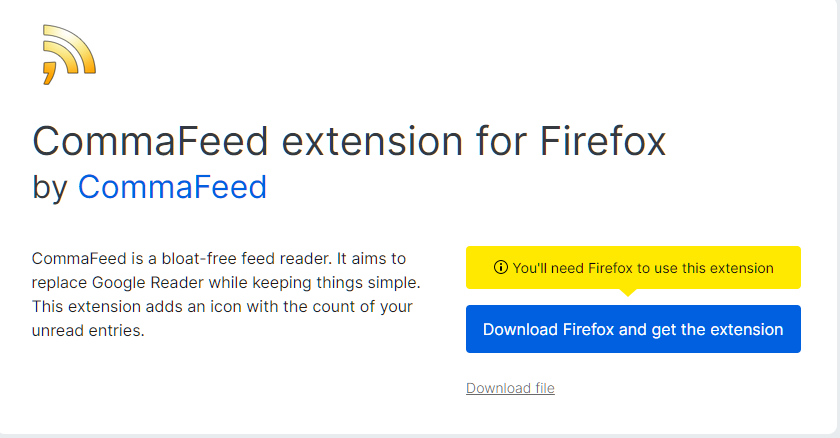 CommaFeed extension for Firefox
by CommaFeed
CommaFeed is a bloat-free feed reader. It aims to
replace Google Reader while keeping things simple.
This extension adds an icon with the count of your
unread entries.
You'll need Firefox to use this extension
Download Firefox and get the extension
Download file